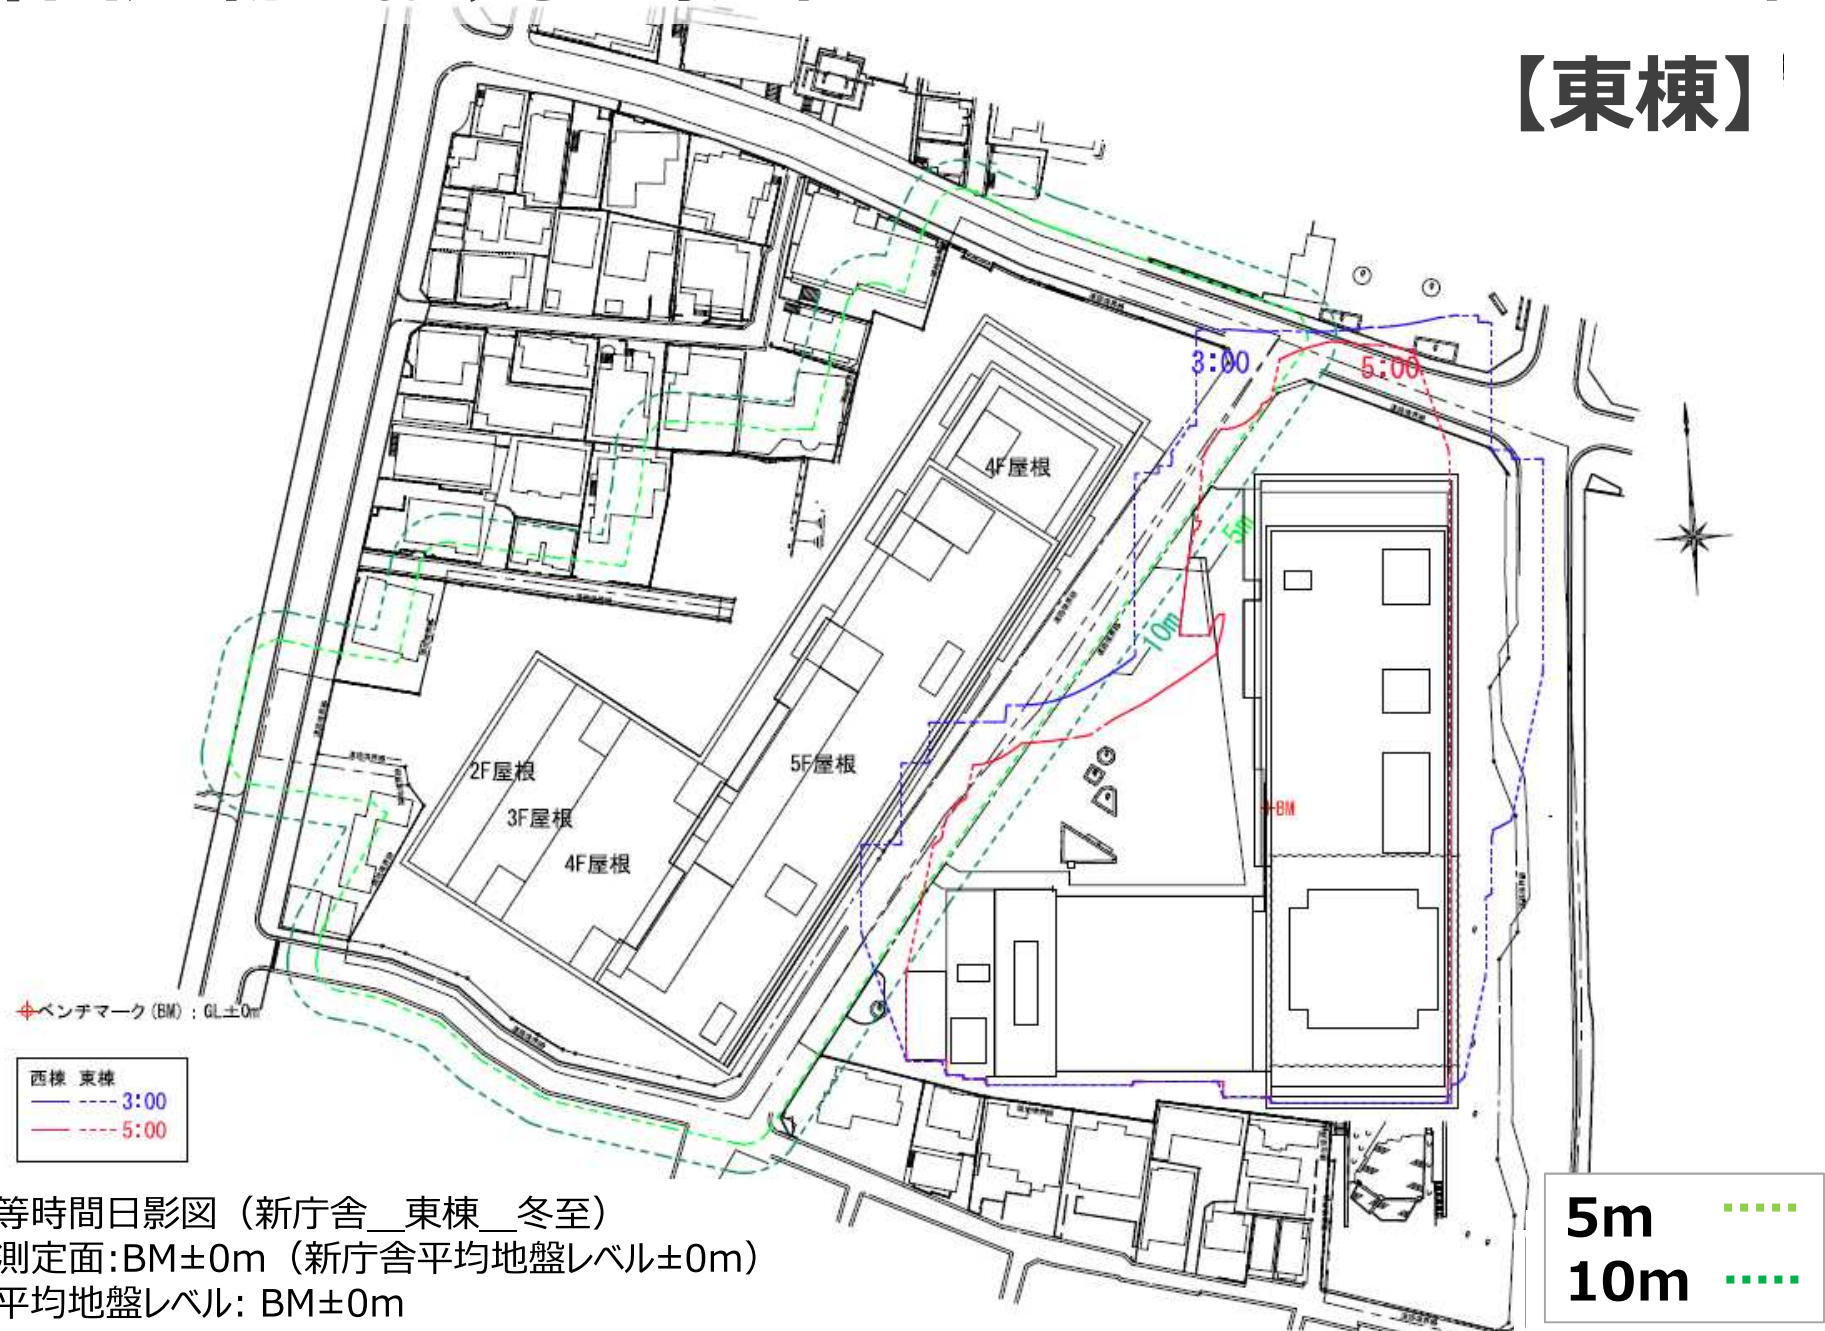 【東棟】
3:00
5:00
4F屋根
5m
10m
2F屋根
5F屋根
3F屋根
BM
4F屋根
ベンチマーク(BM) : GL±0m
西棟 東棟
3:00
5:00
等時間日影図（新庁舎__東棟__冬至）
測定面:BM±0m（新庁舎平均地盤レベル±0m）
平均地盤レベル: BM±0m
5m
10m